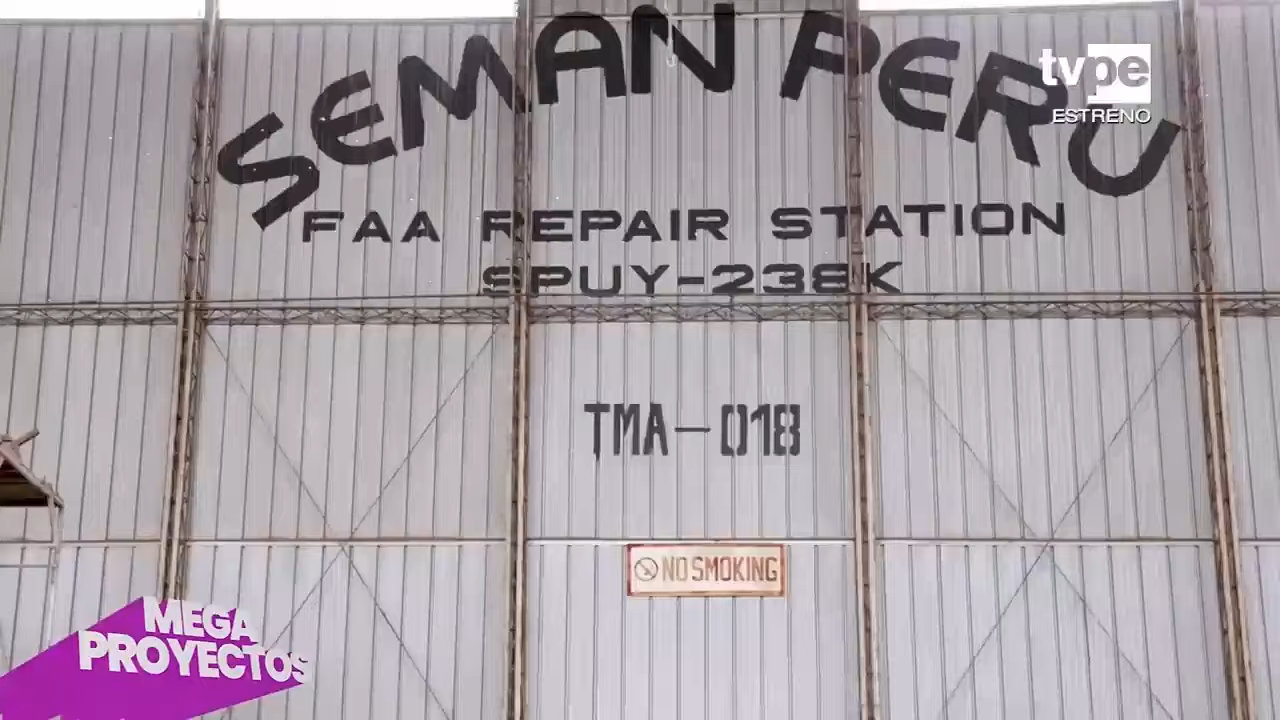 SEMAN PERU
tvpe
ESTRENO
FAA REPAIR STATION
SPUY-238K
TMA-018
NO SMOKING
MEGA
PROYECTOS